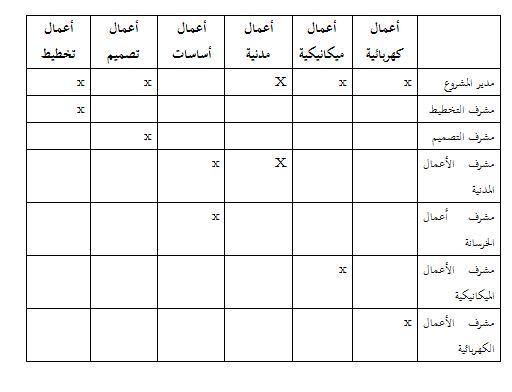 أعمال كهربائية أعمال ميكانيكية أعمال مدنية أعمال أساسات أعمال تصميم أعمال تخطيط
مدير المشروع x x X x x
مشرف التخطيط x
مشرف التصميم x
مشرف الأعمال المدنية X x
مشرف أعمال الخرسانة x
مشرف الأعمال الميكانيكية x
مشرف الأعمال الكهربائية x